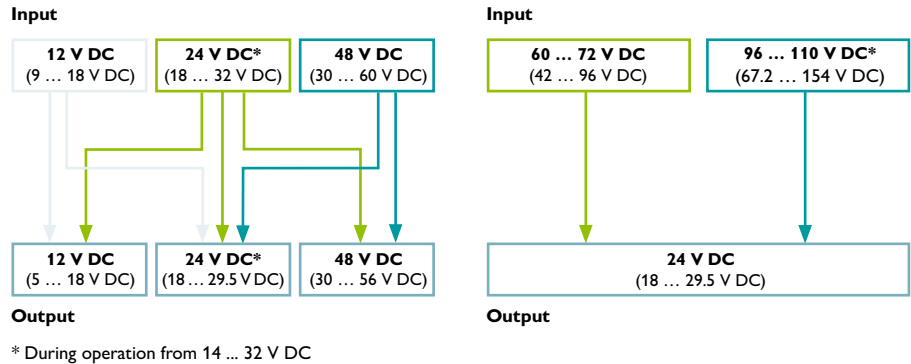 Input
12 V DC
(9 … 18 V DC)
24 V DC*
(18 … 32 V DC)
48 V DC
(30 … 60 V DC)
12 V DC
(5 … 18 V DC)
24 V DC*
(18 … 29.5 V DC)
48 V DC
(30 … 56 V DC)
Output
* During operation from 14 ... 32 V DC
Input
60 … 72 V DC
(42 … 96 V DC)
96 … 110 V DC*
(67.2 … 154 V DC)
24 V DC
(18 … 29.5 V DC)
Output